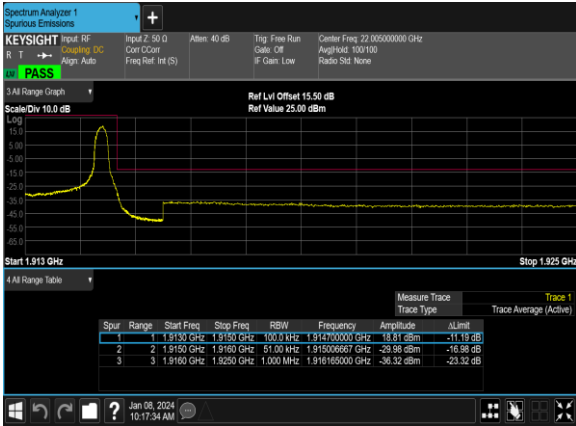 Spectrum Analyzer 1
Spurious Emissions
+
KEYSIGHT Input: RF Input Z: 50 Ω Atten: 40 dB Trig: Free Run Center Freq: 22.005000000 GHz
R T Coupling: DC Corr CCorr Gate: Off Avg|Hold: 100/100
Align: Auto Freq Ref: Int (S) IF Gain: Low Radio Std: None
PASS
3 All Range Graph
Ref Lvl Offset 15.50 dB
Scale/Div 10.0 dB Ref Value 25.00 dBm
Log
15.0
5.00
-5.00
-15.0
-25.0
-35.0
-45.0
-55.0
-65.0
Start 1.913 GHz Stop 1.925 GHz
4 All Range Table
Measure Trace Trace 1
Trace Type Trace Average (Active)
Spur Range Start Freq Stop Freq RBW Frequency Amplitude ΔLimit
1 1 1.9130 GHz 1.9150 GHz 100.0 kHz 1.914700000 GHz 18.81 dBm -11.19 dB
2 2 1.9150 GHz 1.9160 GHz 51.00 kHz 1.915006667 GHz -29.98 dBm -16.98 dB
3 3 1.9160 GHz 1.9250 GHz 1.000 MHz 1.916165000 GHz -36.32 dBm -23.32 dB
? Jan 08, 2024
10:17:34 AM